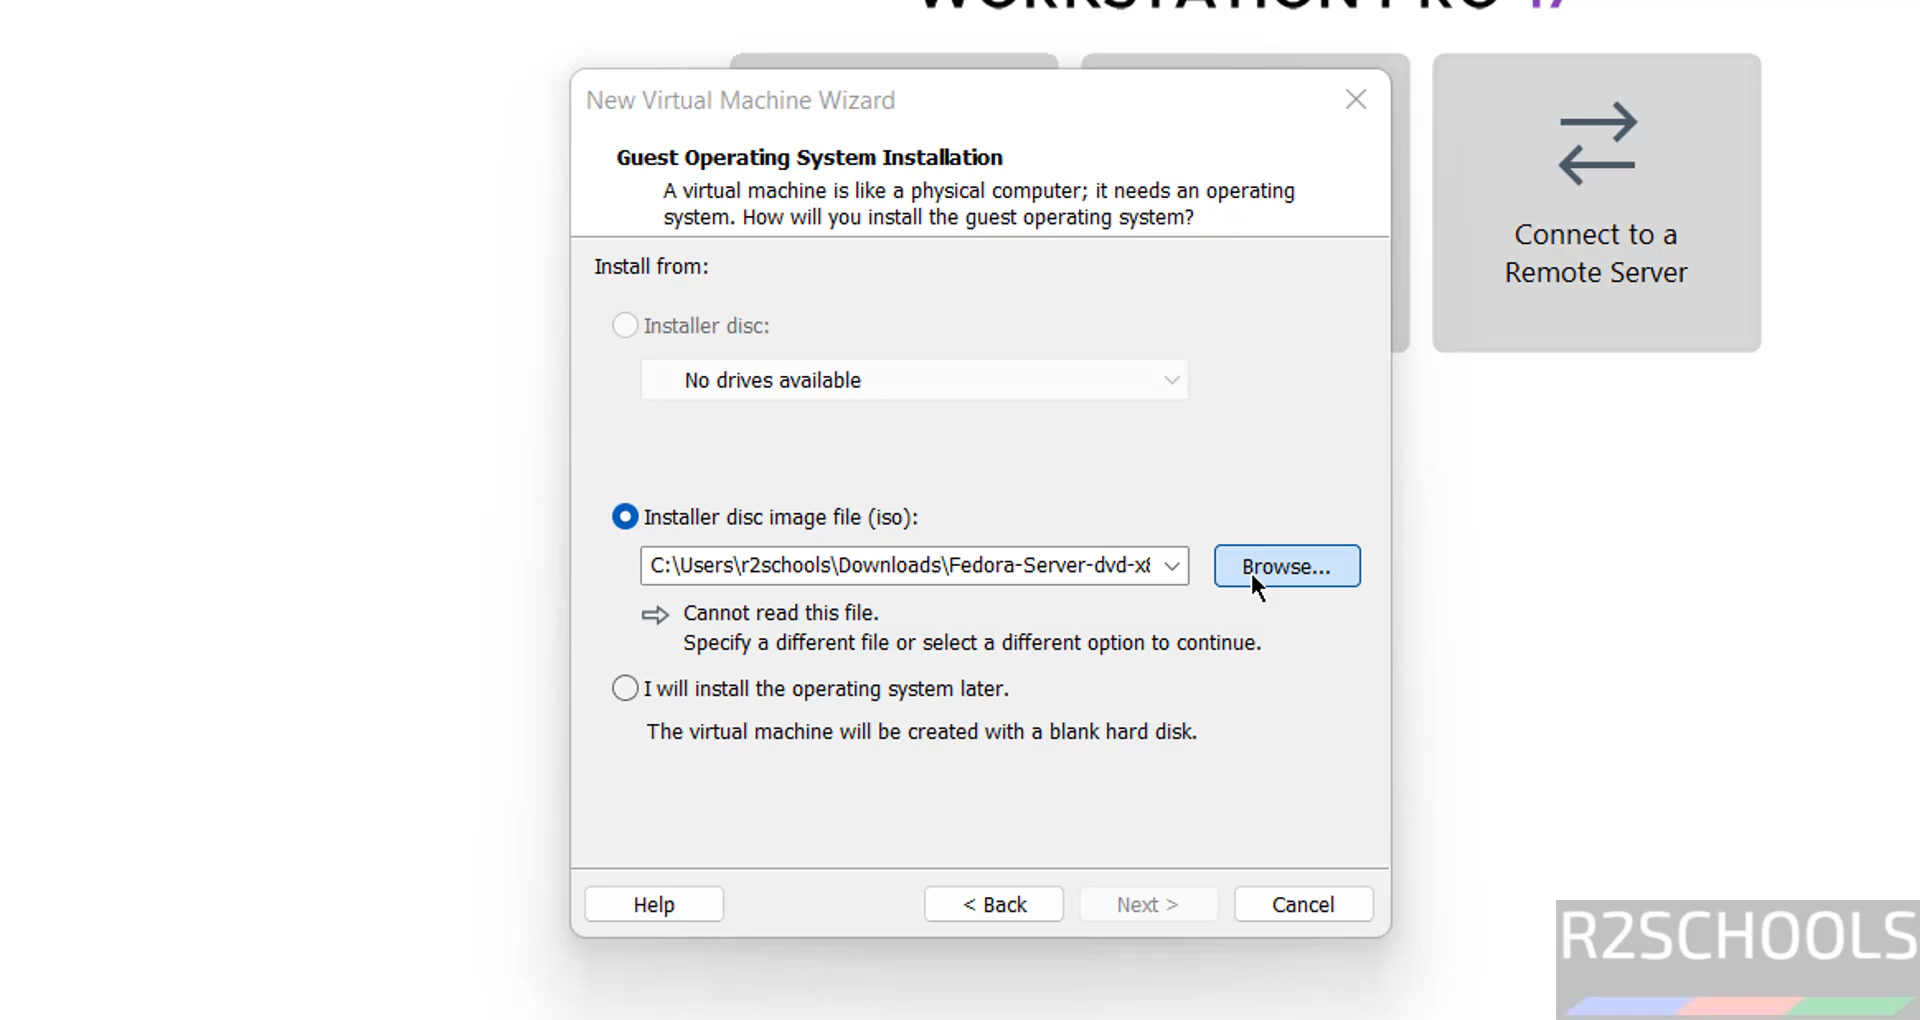 WORKSTATION PRO 17
New Virtual Machine Wizard
Guest Operating System Installation
A virtual machine is like a physical computer; it needs an operating
system. How will you install the guest operating system?
Connect to a
Remote Server
Install from:
Installer disc:
No drives available
Installer disc image file (iso):
C:\Users\r2schools\Downloads\Fedora-Server-dvd-x8
Browse...
Cannot read this file.
Specify a different file or select a different option to continue.
I will install the operating system later.
The virtual machine will be created with a blank hard disk.
Help
< Back
Next >
Cancel
R2SCHOOLS